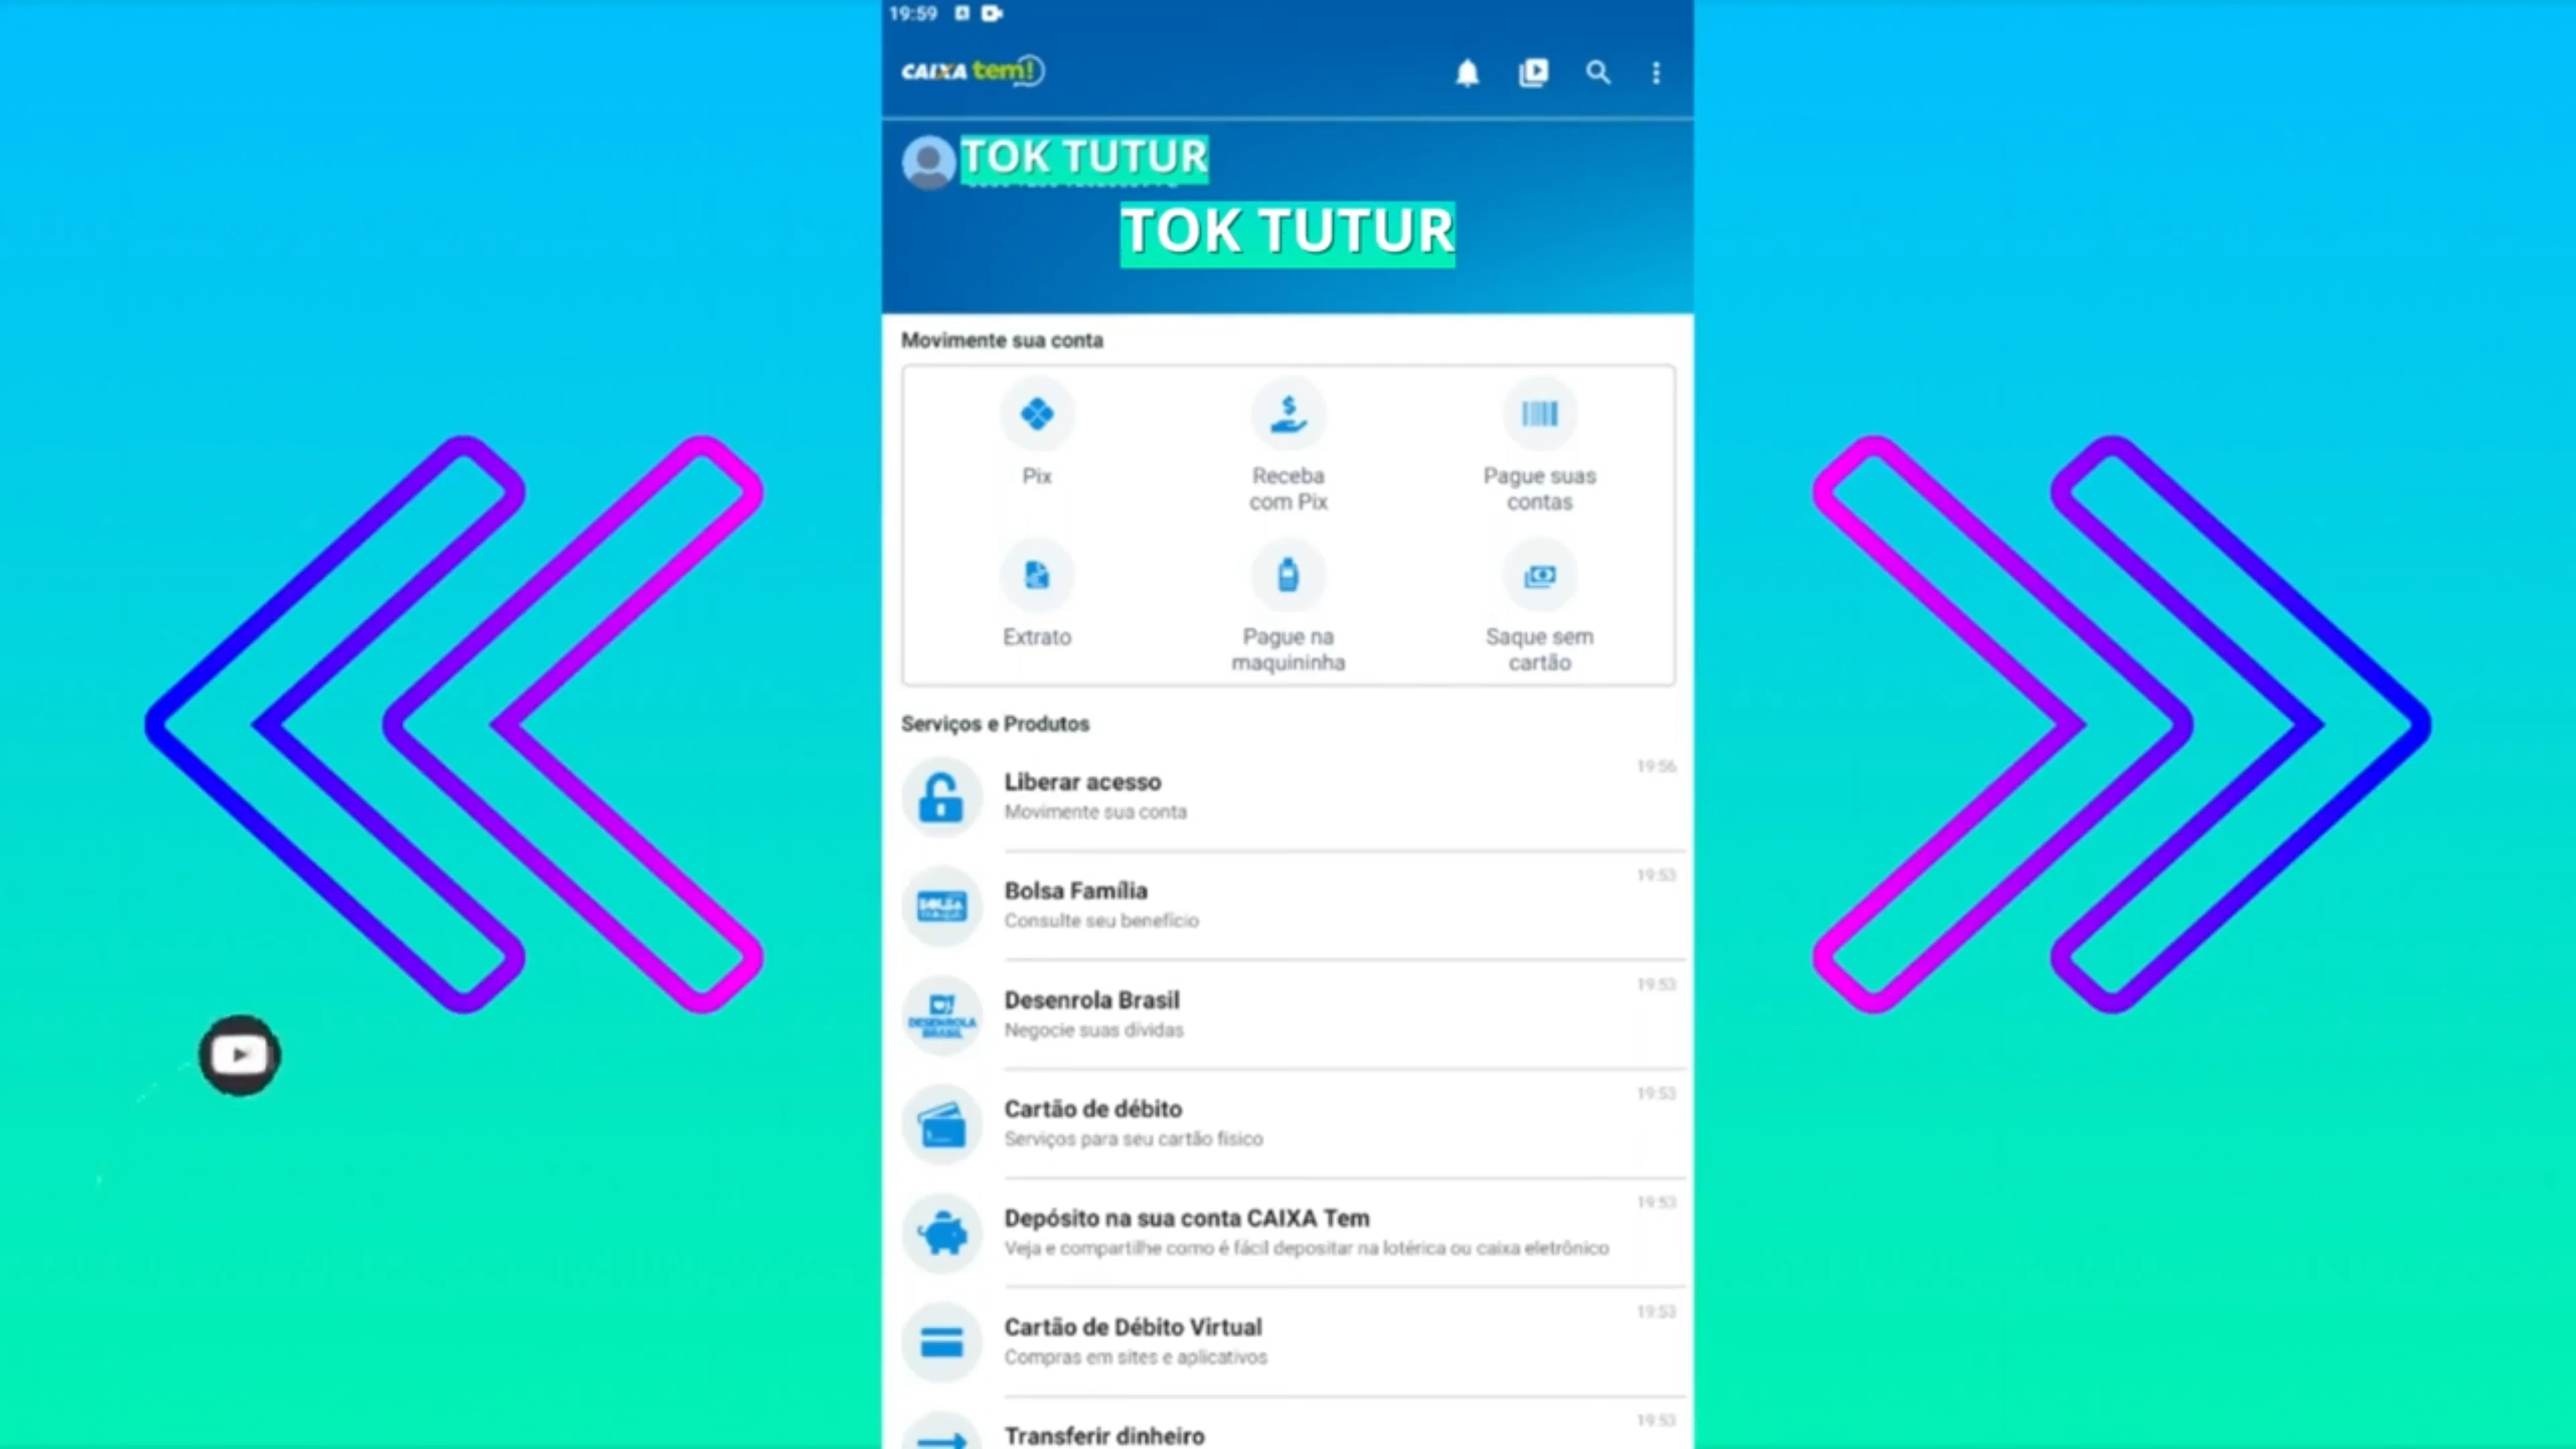 19:59
CAIXA tem!
TOK TUTUR
TOK TUTUR
Movimente sua conta
Pix
Receba
com Pix
Pague suas
contas
Extrato
Pague na
maquininha
Saque sem
cartão
Serviços e Produtos
Liberar acesso
19:56
Movimente sua conta
Bolsa Família
19:53
Consulte seu benefício
Desenrola Brasil
19:53
DESENROLA
BRASIL
Negocie suas dívidas
Cartão de débito
19:53
Serviços para seu cartão físico
Depósito na sua conta CAIXA Tem
19:53
Veja e compartilhe como é fácil depositar na lotérica ou caixa eletrônico
Cartão de Débito Virtual
19:53
Compras em sites e aplicativos
Transferir dinheiro
19:53